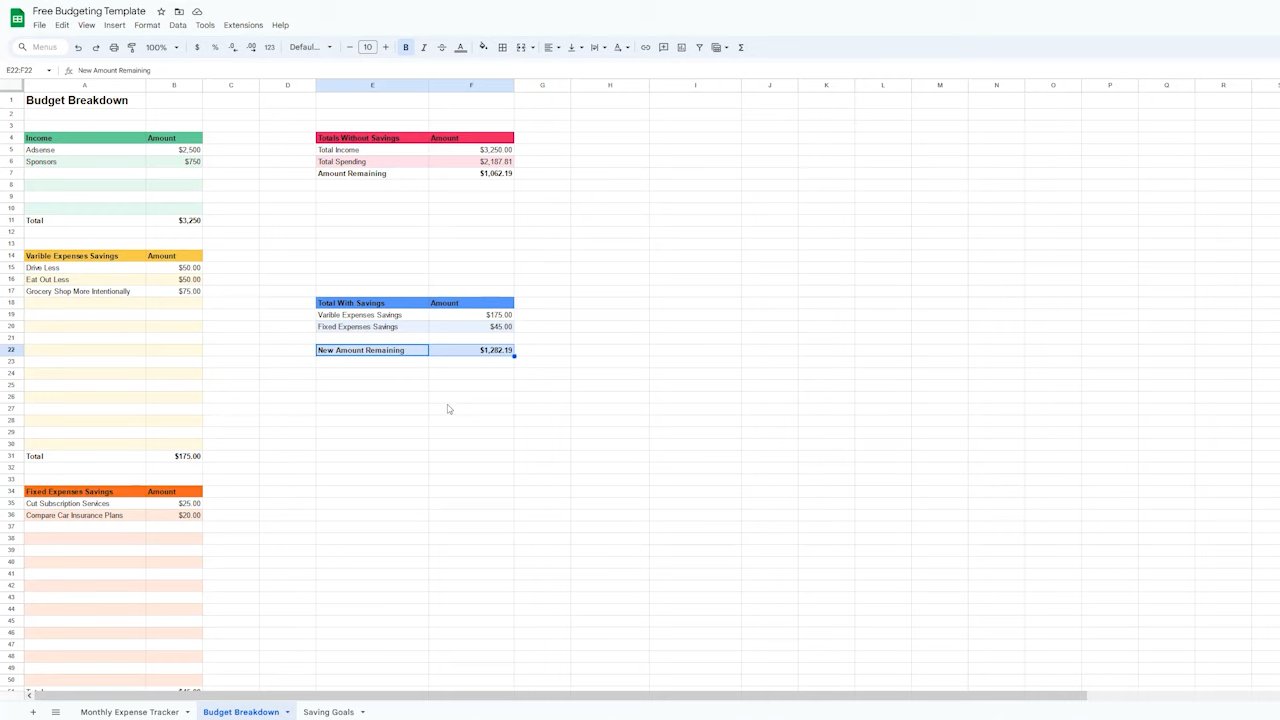 Free Budgeting Template
File Edit View Insert Format Data Tools Extensions Help
Menus 100% $ % .0 .00 123 Defaul... 10 B I A
E22:F22 fx New Amount Remaining
A B C D E F G H I J K L M N O P Q R S
1 Budget Breakdown
2
3
4 Income Amount Totals Without Savings Amount
5 Adsense $2,500 Total Income $3,250.00
6 Sponsors $750 Total Spending $2,187.81
7 Amount Remaining $1,062.19
8
9
10
11 Total $3,250
12
13
14 Varible Expenses Savings Amount
15 Drive Less $50.00
16 Eat Out Less $50.00
17 Grocery Shop More Intentionally $75.00
18 Total With Savings Amount
19 Varible Expenses Savings $175.00
20 Fixed Expenses Savings $45.00
21
22 New Amount Remaining $1,282.19
23
24
25
26
27
28
29
30
31 Total $175.00
32
33
34 Fixed Expenses Savings Amount
35 Cut Subscription Services $25.00
36 Compare Car Insurance Plans $20.00
37
38
39
40
41
42
43
44
45
46
47
48
49
50
Monthly Expense Tracker Budget Breakdown Saving Goals